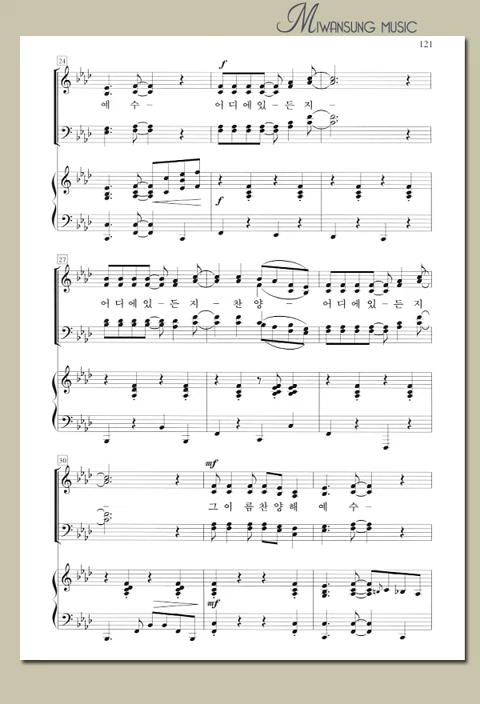 MIWANSUNG MUSIC
121
24
f
예 수 – 어 디 에 있 – 든 지 –
f
27
어 디 에 있 – 든 지 – 찬 양 – 어 디 에 있 – 든 지
30
mf
– 그 이 름 찬 양 해 예 수 –
mf